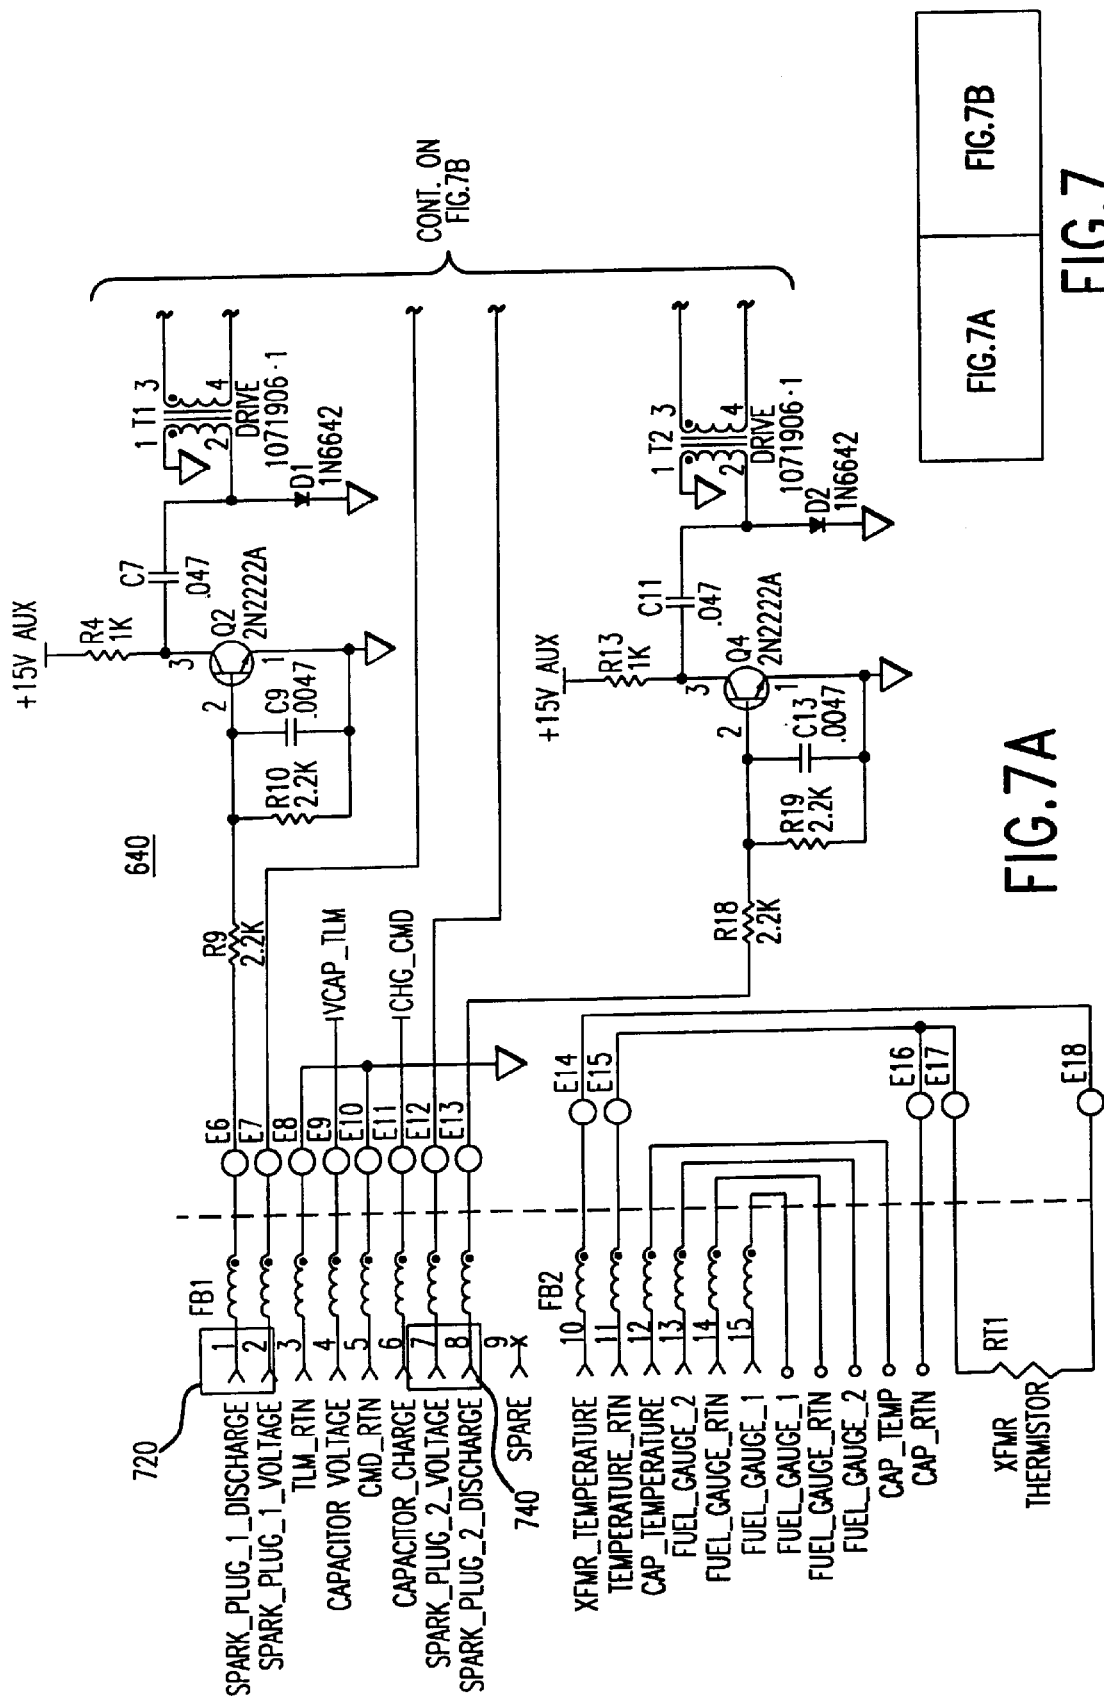 640
+15V AUX
R4
1K
C7
.047
3
Q2
2N2222A
2
1
C9
.0047
R10
2.2K
R9
2.2K
1 T1 3
2
4
DRIVE
1071906-1
D1
1N6642
CONT. ON
FIG.7B
720
FB1
SPARK_PLUG_1_DISCHARGE
1
E6
SPARK_PLUG_1_VOLTAGE
2
E7
TLM_RTN
3
E8
CAPACITOR VOLTAGE
4
E9
VCAP_TLM
CMD_RTN
5
E10
CAPACITOR_CHARGE
6
E11
CHG_CMD
SPARK_PLUG_2_VOLTAGE
7
E12
SPARK_PLUG_2_DISCHARGE
8
E13
SPARE
9
X
740
+15V AUX
R13
1K
C11
.047
3
Q4
2N2222A
2
1
C13
.0047
R19
2.2K
R18
2.2K
1 T2 3
2
4
DRIVE
1071906-1
D2
1N6642
FB2
XFMR_TEMPERATURE
10
E14
TEMPERATURE_RTN
11
E15
CAP_TEMPERATURE
12
FUEL_GAUGE_2
13
FUEL_GAUGE_RTN
14
FUEL_GAUGE_1
15
FUEL_GAUGE_1
FUEL_GAUGE_RTN
FUEL_GAUGE_2
CAP_TEMP
CAP_RTN
E16
E17
E18
RT1
XFMR
THERMISTOR
FIG.7A
FIG.7A
FIG.7B
FIG.7